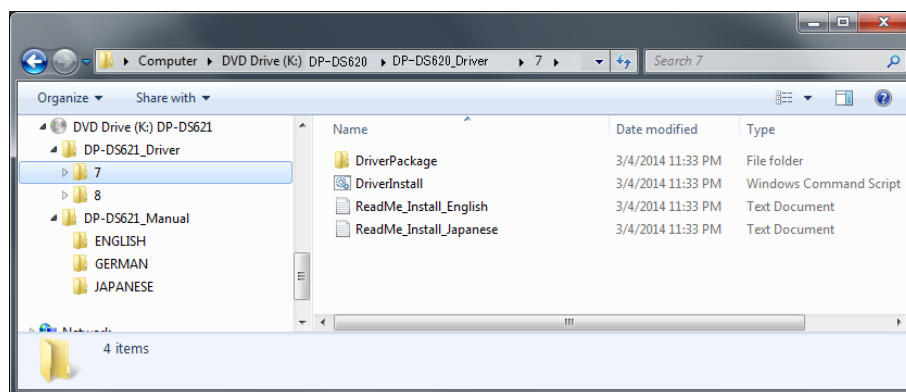 Computer DVD Drive (K:) DP-DS620 DP-DS620_Driver 7 Search 7
Organize Share with
DVD Drive (K:) DP-DS621 Name Date modified Type
DP-DS621_Driver
7 DriverPackage 3/4/2014 11:33 PM File folder
DriverInstall 3/4/2014 11:33 PM Windows Command Script
8 ReadMe_Install_English 3/4/2014 11:33 PM Text Document
DP-DS621_Manual ReadMe_Install_Japanese 3/4/2014 11:33 PM Text Document
ENGLISH
GERMAN
JAPANESE
Network
4 items